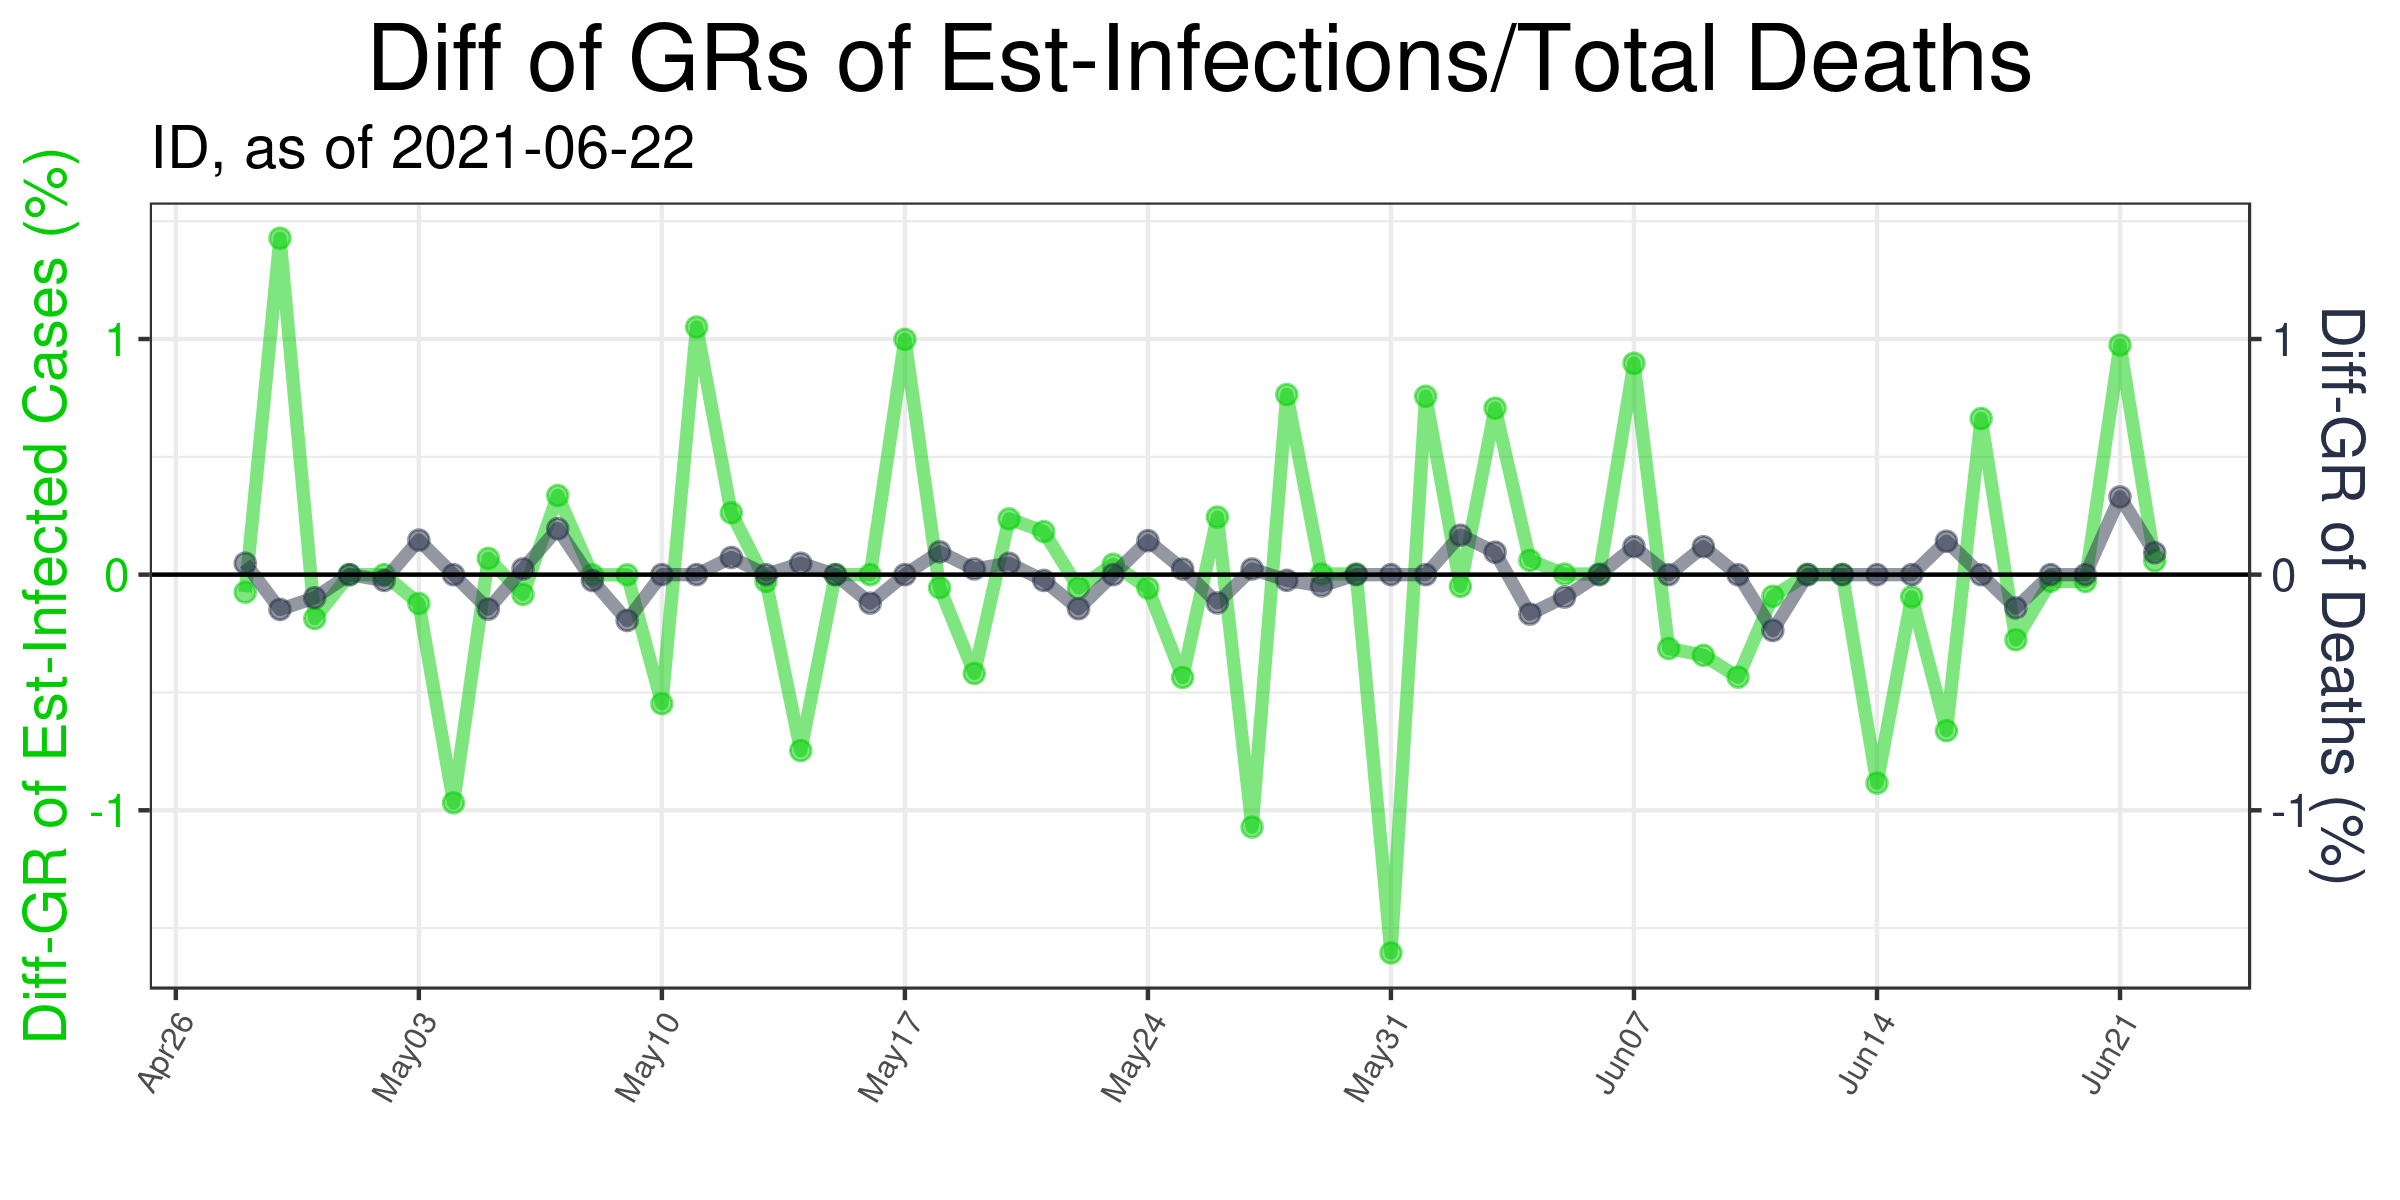 Diff of GRs of Est-Infections/Total Deaths
ID, as of 2021-06-22
Diff-GR of Est-Infected Cases (%)
1
0
-1
1
0
-1
Diff-GR of Deaths (%)
Apr26
May03
May10
May17
May24
May31
Jun07
Jun14
Jun21